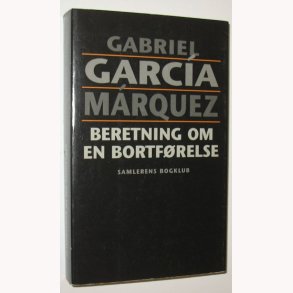 GABRIEL
GARCÍA
MÁRQUEZ
BERETNING OM
EN BORTFØRELSE
SAMLERENS BOGKLUB